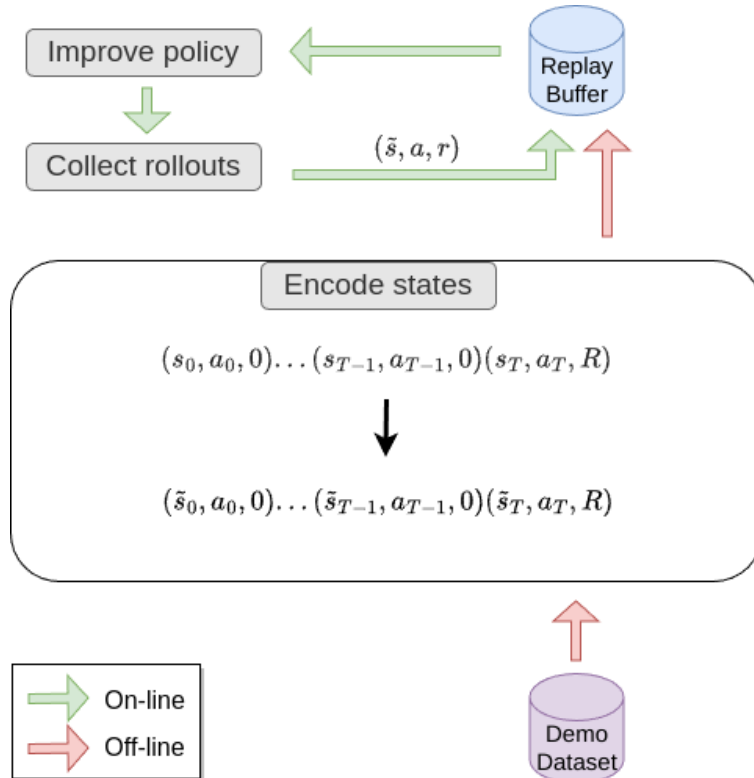 Improve policy
Replay
Buffer
Collect rollouts
(s̃, a, r)
Encode states
(s₀, a₀, 0)…(s_{T−1}, a_{T−1}, 0)(s_T, a_T, R)
(s̃₀, a₀, 0)…(s̃_{T−1}, a_{T−1}, 0)(s̃_T, a_T, R)
On-line
Off-line
Demo
Dataset